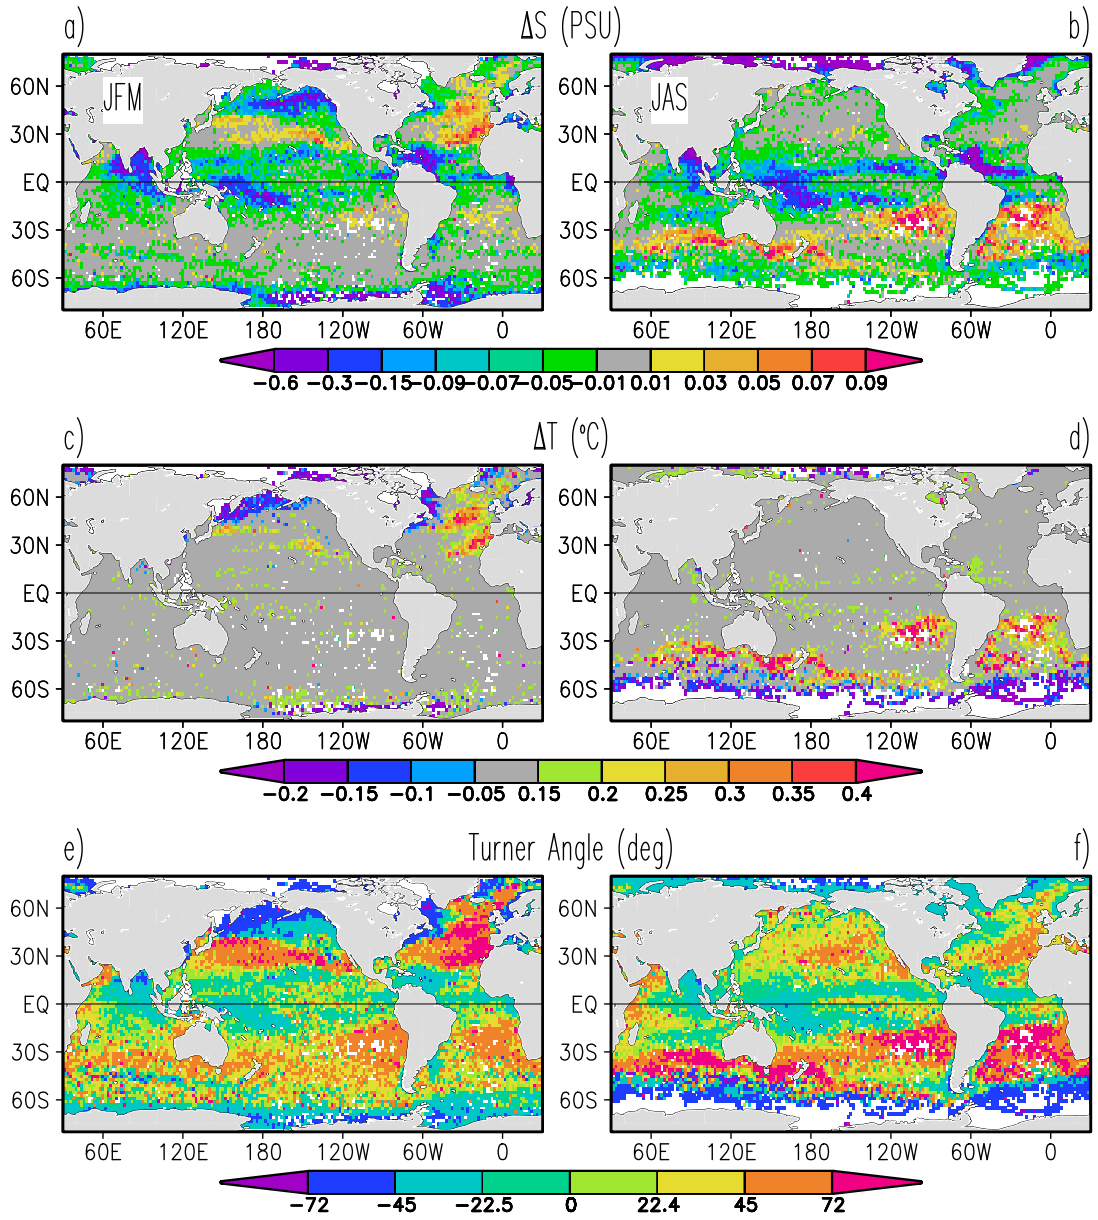 a) ΔS (PSU) b)
JFM JAS
60N 30N EQ 30S 60S 60N 30N EQ 30S 60S
60E 120E 180 120W 60W 0 60E 120E 180 120W 60W 0
-0.6 -0.3 -0.15 -0.09 -0.07 -0.05 -0.01 0.01 0.03 0.05 0.07 0.09
c) ΔT (°C) d)
60N 30N EQ 30S 60S 60N 30N EQ 30S 60S
60E 120E 180 120W 60W 0 60E 120E 180 120W 60W 0
-0.2 -0.15 -0.1 -0.05 0.15 0.2 0.25 0.3 0.35 0.4
e) Turner Angle (deg) f)
60N 30N EQ 30S 60S 60N 30N EQ 30S 60S
60E 120E 180 120W 60W 0 60E 120E 180 120W 60W 0
-72 -45 -22.5 0 22.4 45 72